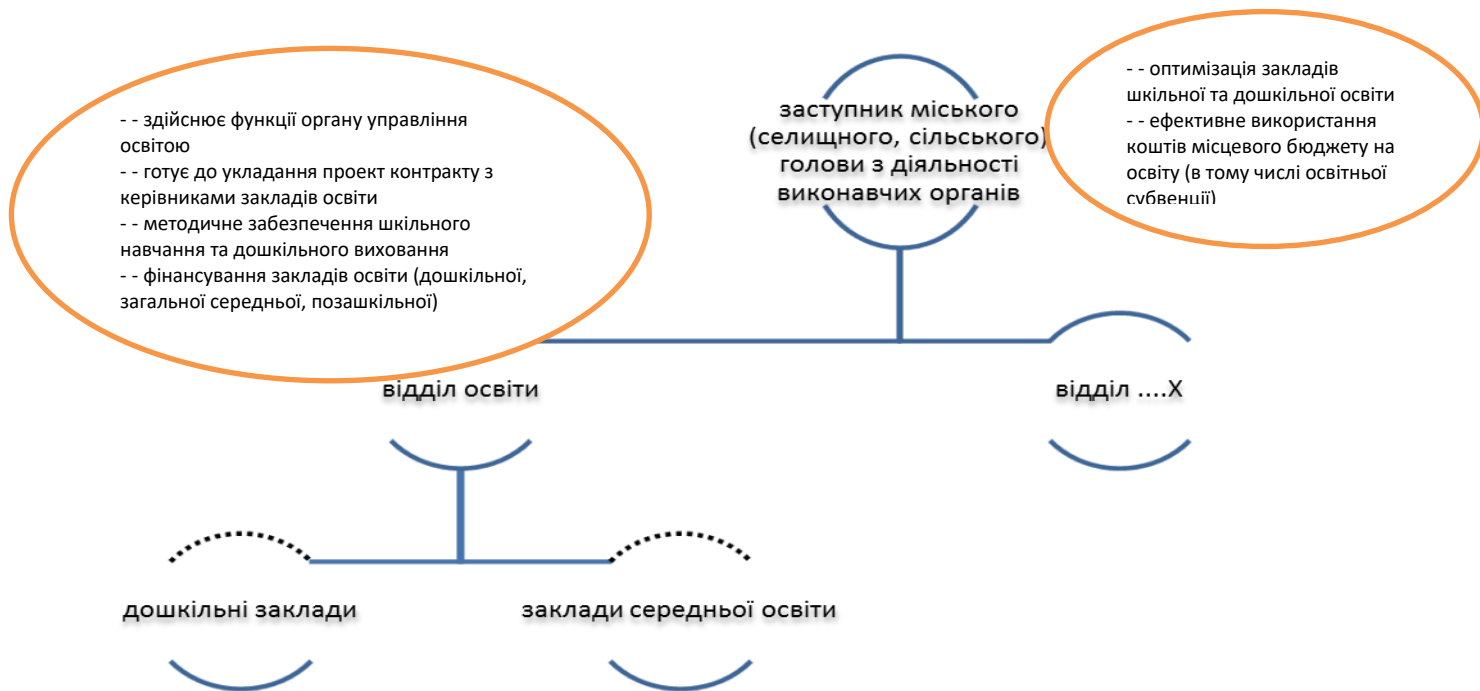 - - здійснює функції органу управління
освітою
- - готує до укладання проект контракту з
керівниками закладів освіти
- - методичне забезпечення шкільного
навчання та дошкільного виховання
- - фінансування закладів освіти (дошкільної,
загальної середньої, позашкільної)
заступник міського
(селищного, сільського)
голови з діяльності
виконавчих органів
- - оптимізація закладів
шкільної та дошкільної освіти
- - ефективне використання
коштів місцевого бюджету на
освіту (в тому числі освітньої
субвенції)
відділ освіти
відділ ....Х
дошкільні заклади
заклади середньої освіти